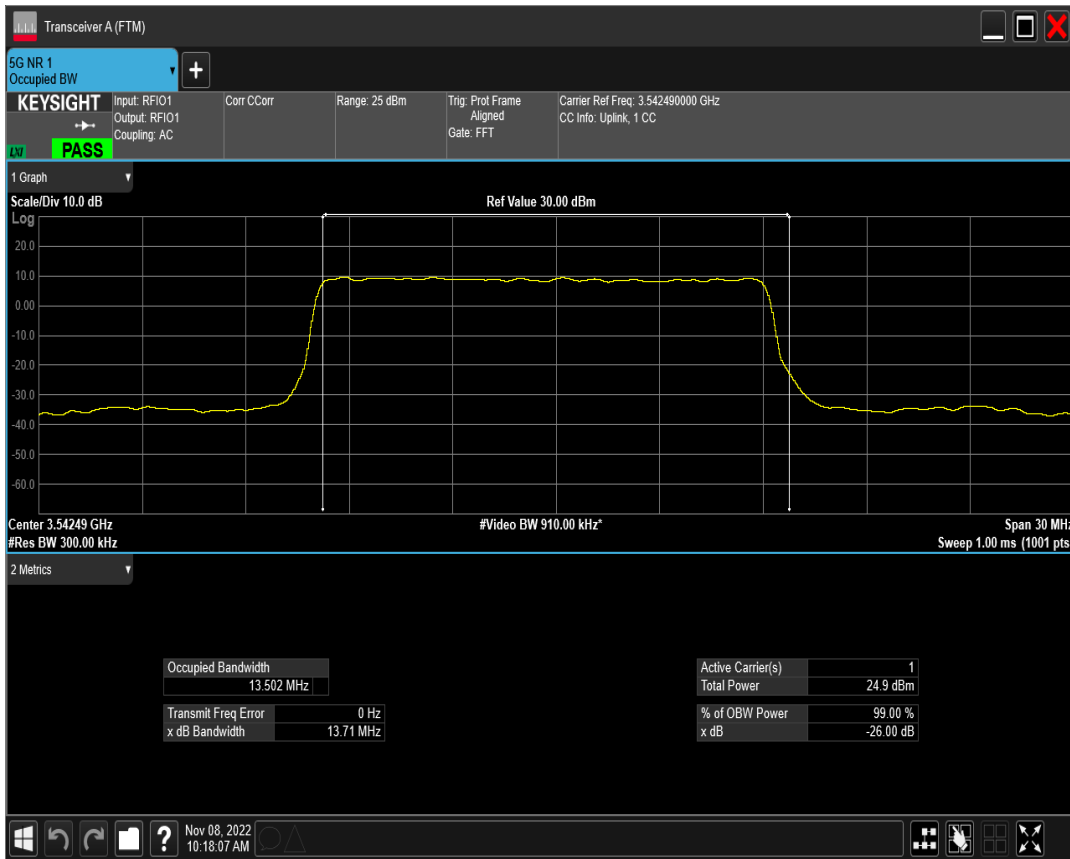 Transceiver A (FTM)
5G NR 1
Occupied BW
+
KEYSIGHT
LXI
PASS
Input: RFIO1
Output: RFIO1
Coupling: AC
Corr CCorr
Range: 25 dBm
Trig: Prot Frame
Aligned
Gate: FFT
Carrier Ref Freq: 3.542490000 GHz
CC Info: Uplink, 1 CC
1 Graph
Scale/Div 10.0 dB
Ref Value 30.00 dBm
Log
20.0
10.0
0.00
-10.0
-20.0
-30.0
-40.0
-50.0
-60.0
Center 3.54249 GHz
#Video BW 910.00 kHz*
Span 30 MHz
#Res BW 300.00 kHz
Sweep 1.00 ms (1001 pts
2 Metrics
Occupied Bandwidth
13.502 MHz
Transmit Freq Error 0 Hz
x dB Bandwidth 13.71 MHz
Active Carrier(s) 1
Total Power 24.9 dBm
% of OBW Power 99.00 %
x dB -26.00 dB
?
Nov 08, 2022
10:18:07 AM